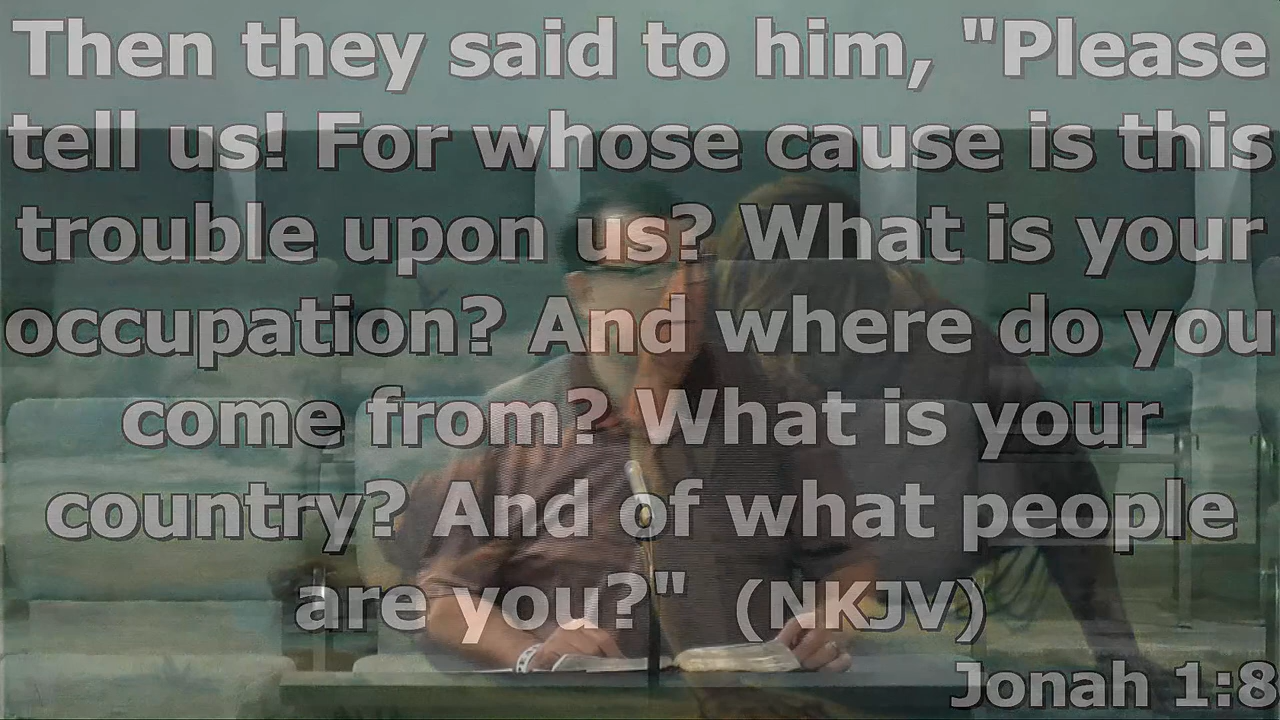 Then they said to him, "Please
tell us! For whose cause is this
trouble upon us? What is your
occupation? And where do you
come from? What is your
country? And of what people
are you?" (NKJV)
Jonah 1:8